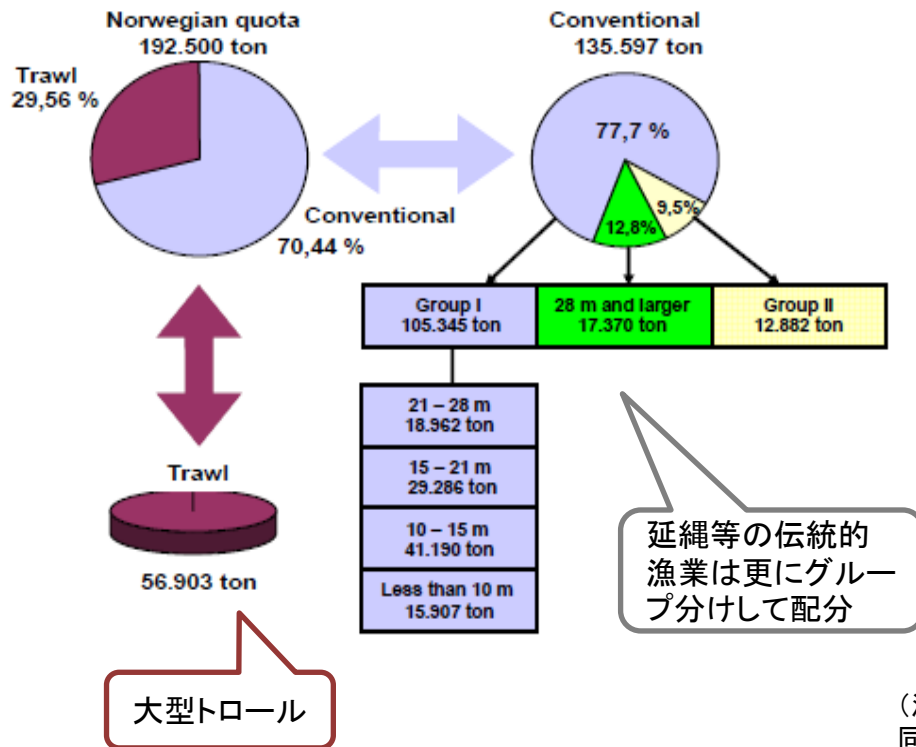 Norwegian quota
192.500 ton
Trawl
29,56 %
Conventional
70,44 %
Conventional
135.597 ton
77,7 %
12,8%
9,5%
Group I
105.345 ton
28 m and larger
17.370 ton
Group II
12.882 ton
21 – 28 m
18.962 ton
15 – 21 m
29.286 ton
10 – 15 m
41.190 ton
Less than 10 m
15.907 ton
Trawl
56.903 ton
大型トロール
延縄等の伝統的
漁業は更にグルー
プ分けして配分